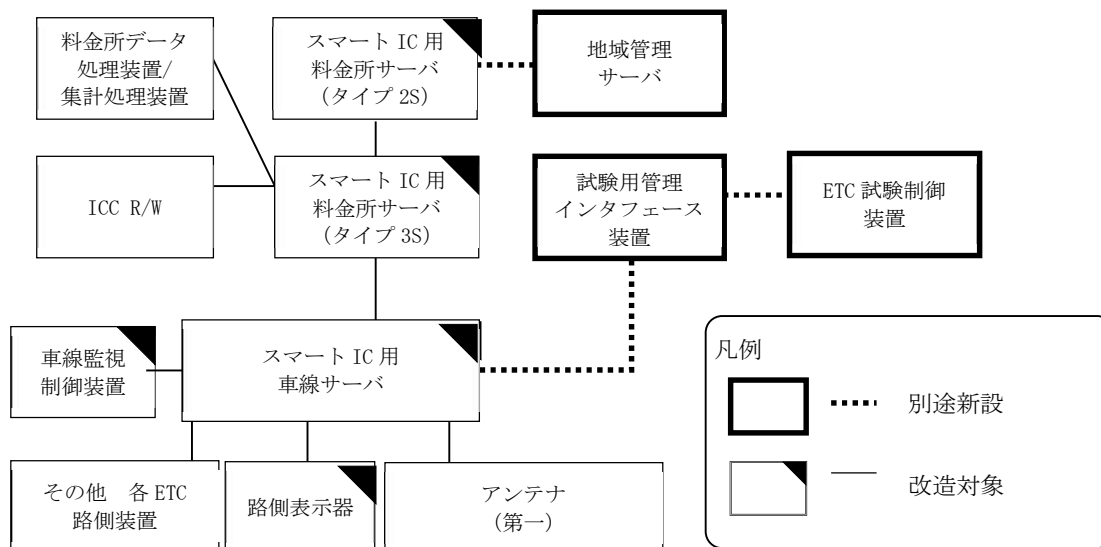 料金所データ
処理装置/
集計処理装置
スマート IC 用
料金所サーバ
(タイプ 2S)
地域管理
サーバ
ICC R/W
スマート IC 用
料金所サーバ
(タイプ 3S)
試験用管理
インタフェース
装置
ETC 試験制御
装置
車線監視
制御装置
スマート IC 用
車線サーバ
その他　各 ETC
路側装置
路側表示器
アンテナ
(第一)
凡例
別途新設
改造対象